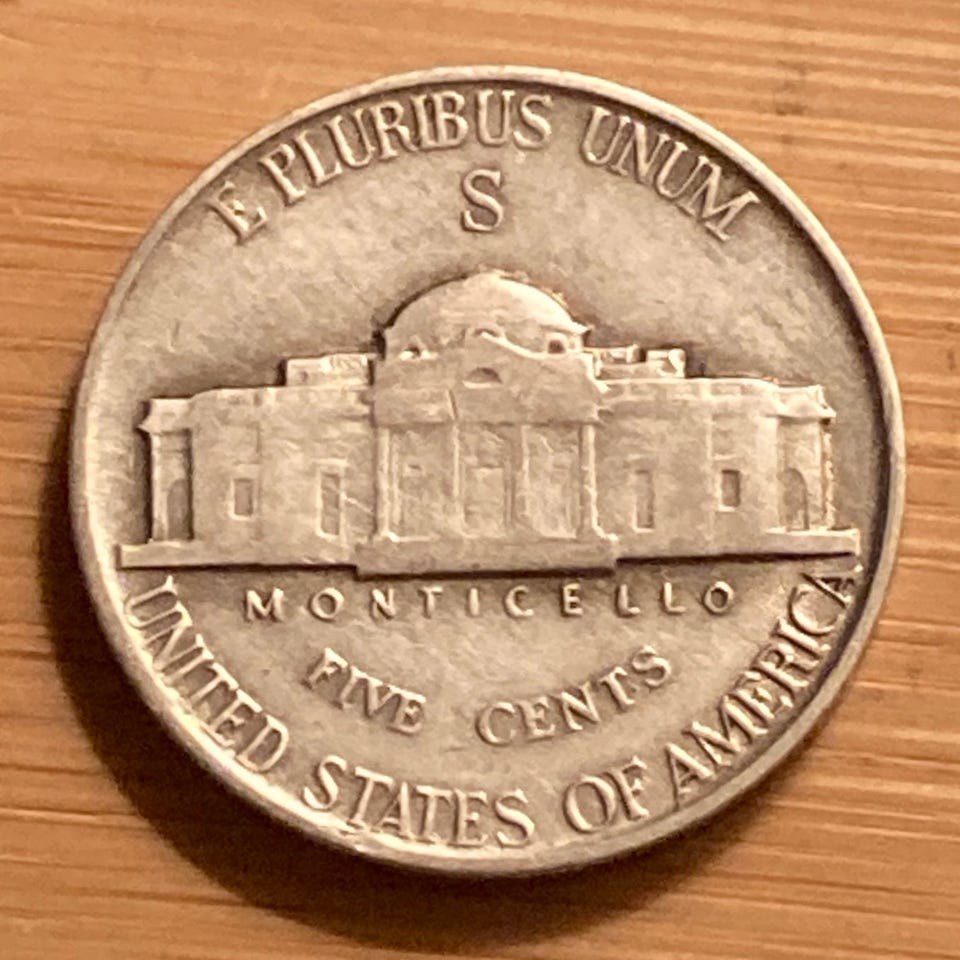 E PLURIBUS UNUM
S
MONTICELLO
FIVE CENTS
UNITED STATES OF AMERICA